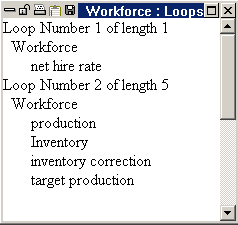 Workforce : Loops
Loop Number 1 of length 1
Workforce
net hire rate
Loop Number 2 of length 5
Workforce
production
Inventory
inventory correction
target production